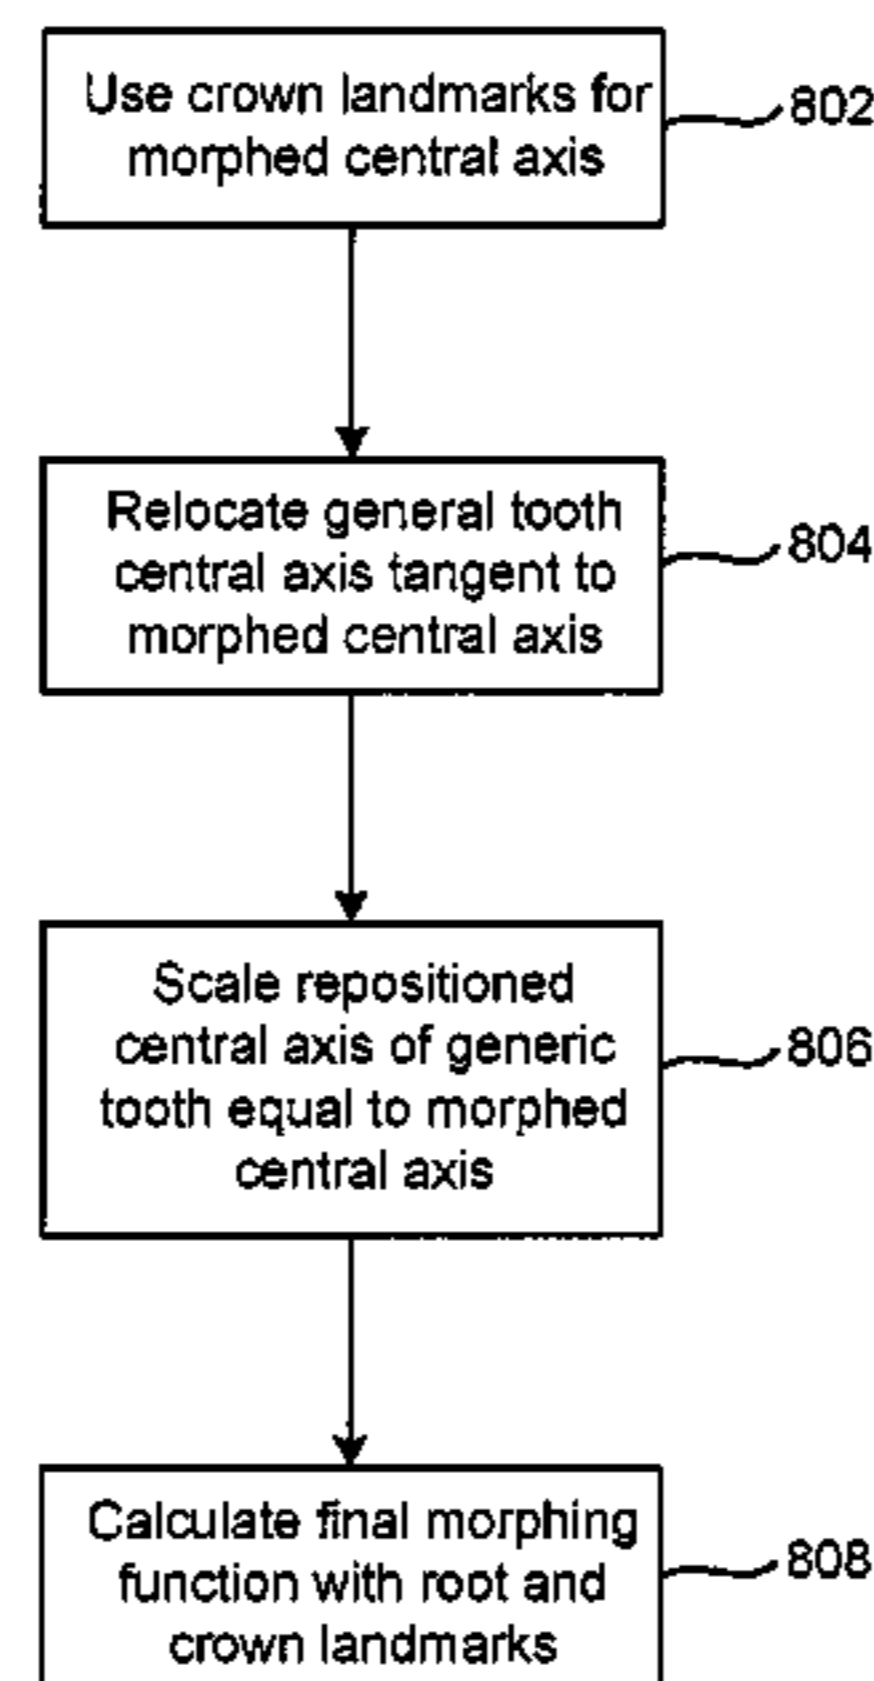 Use crown landmarks for
morphed central axis
802
Relocate general tooth
central axis tangent to
morphed central axis
804
Scale repositioned
central axis of generic
tooth equal to morphed
central axis
806
Calculate final morphing
function with root and
crown landmarks
808